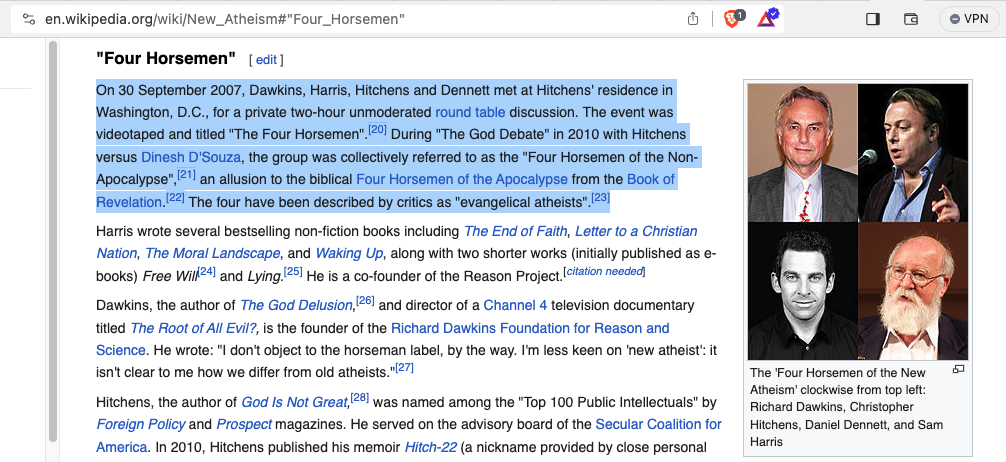 en.wikipedia.org/wiki/New_Atheism#"Four_Horsemen"
1
VPN
"Four Horsemen" [ edit ]
On 30 September 2007, Dawkins, Harris, Hitchens and Dennett met at Hitchens' residence in
Washington, D.C., for a private two-hour unmoderated round table discussion. The event was
videotaped and titled "The Four Horsemen".[20] During "The God Debate" in 2010 with Hitchens
versus Dinesh D'Souza, the group was collectively referred to as the "Four Horsemen of the Non-
Apocalypse",[21] an allusion to the biblical Four Horsemen of the Apocalypse from the Book of
Revelation.[22] The four have been described by critics as "evangelical atheists".[23]
Harris wrote several bestselling non-fiction books including The End of Faith, Letter to a Christian
Nation, The Moral Landscape, and Waking Up, along with two shorter works (initially published as e-
books) Free Will[24] and Lying.[25] He is a co-founder of the Reason Project.[citation needed]
Dawkins, the author of The God Delusion,[26] and director of a Channel 4 television documentary
titled The Root of All Evil?, is the founder of the Richard Dawkins Foundation for Reason and
Science. He wrote: "I don't object to the horseman label, by the way. I'm less keen on 'new atheist': it
isn't clear to me how we differ from old atheists."[27]
Hitchens, the author of God Is Not Great,[28] was named among the "Top 100 Public Intellectuals" by
Foreign Policy and Prospect magazines. He served on the advisory board of the Secular Coalition for
America. In 2010, Hitchens published his memoir Hitch-22 (a nickname provided by close personal
The 'Four Horsemen of the New
Atheism' clockwise from top left:
Richard Dawkins, Christopher
Hitchens, Daniel Dennett, and Sam
Harris